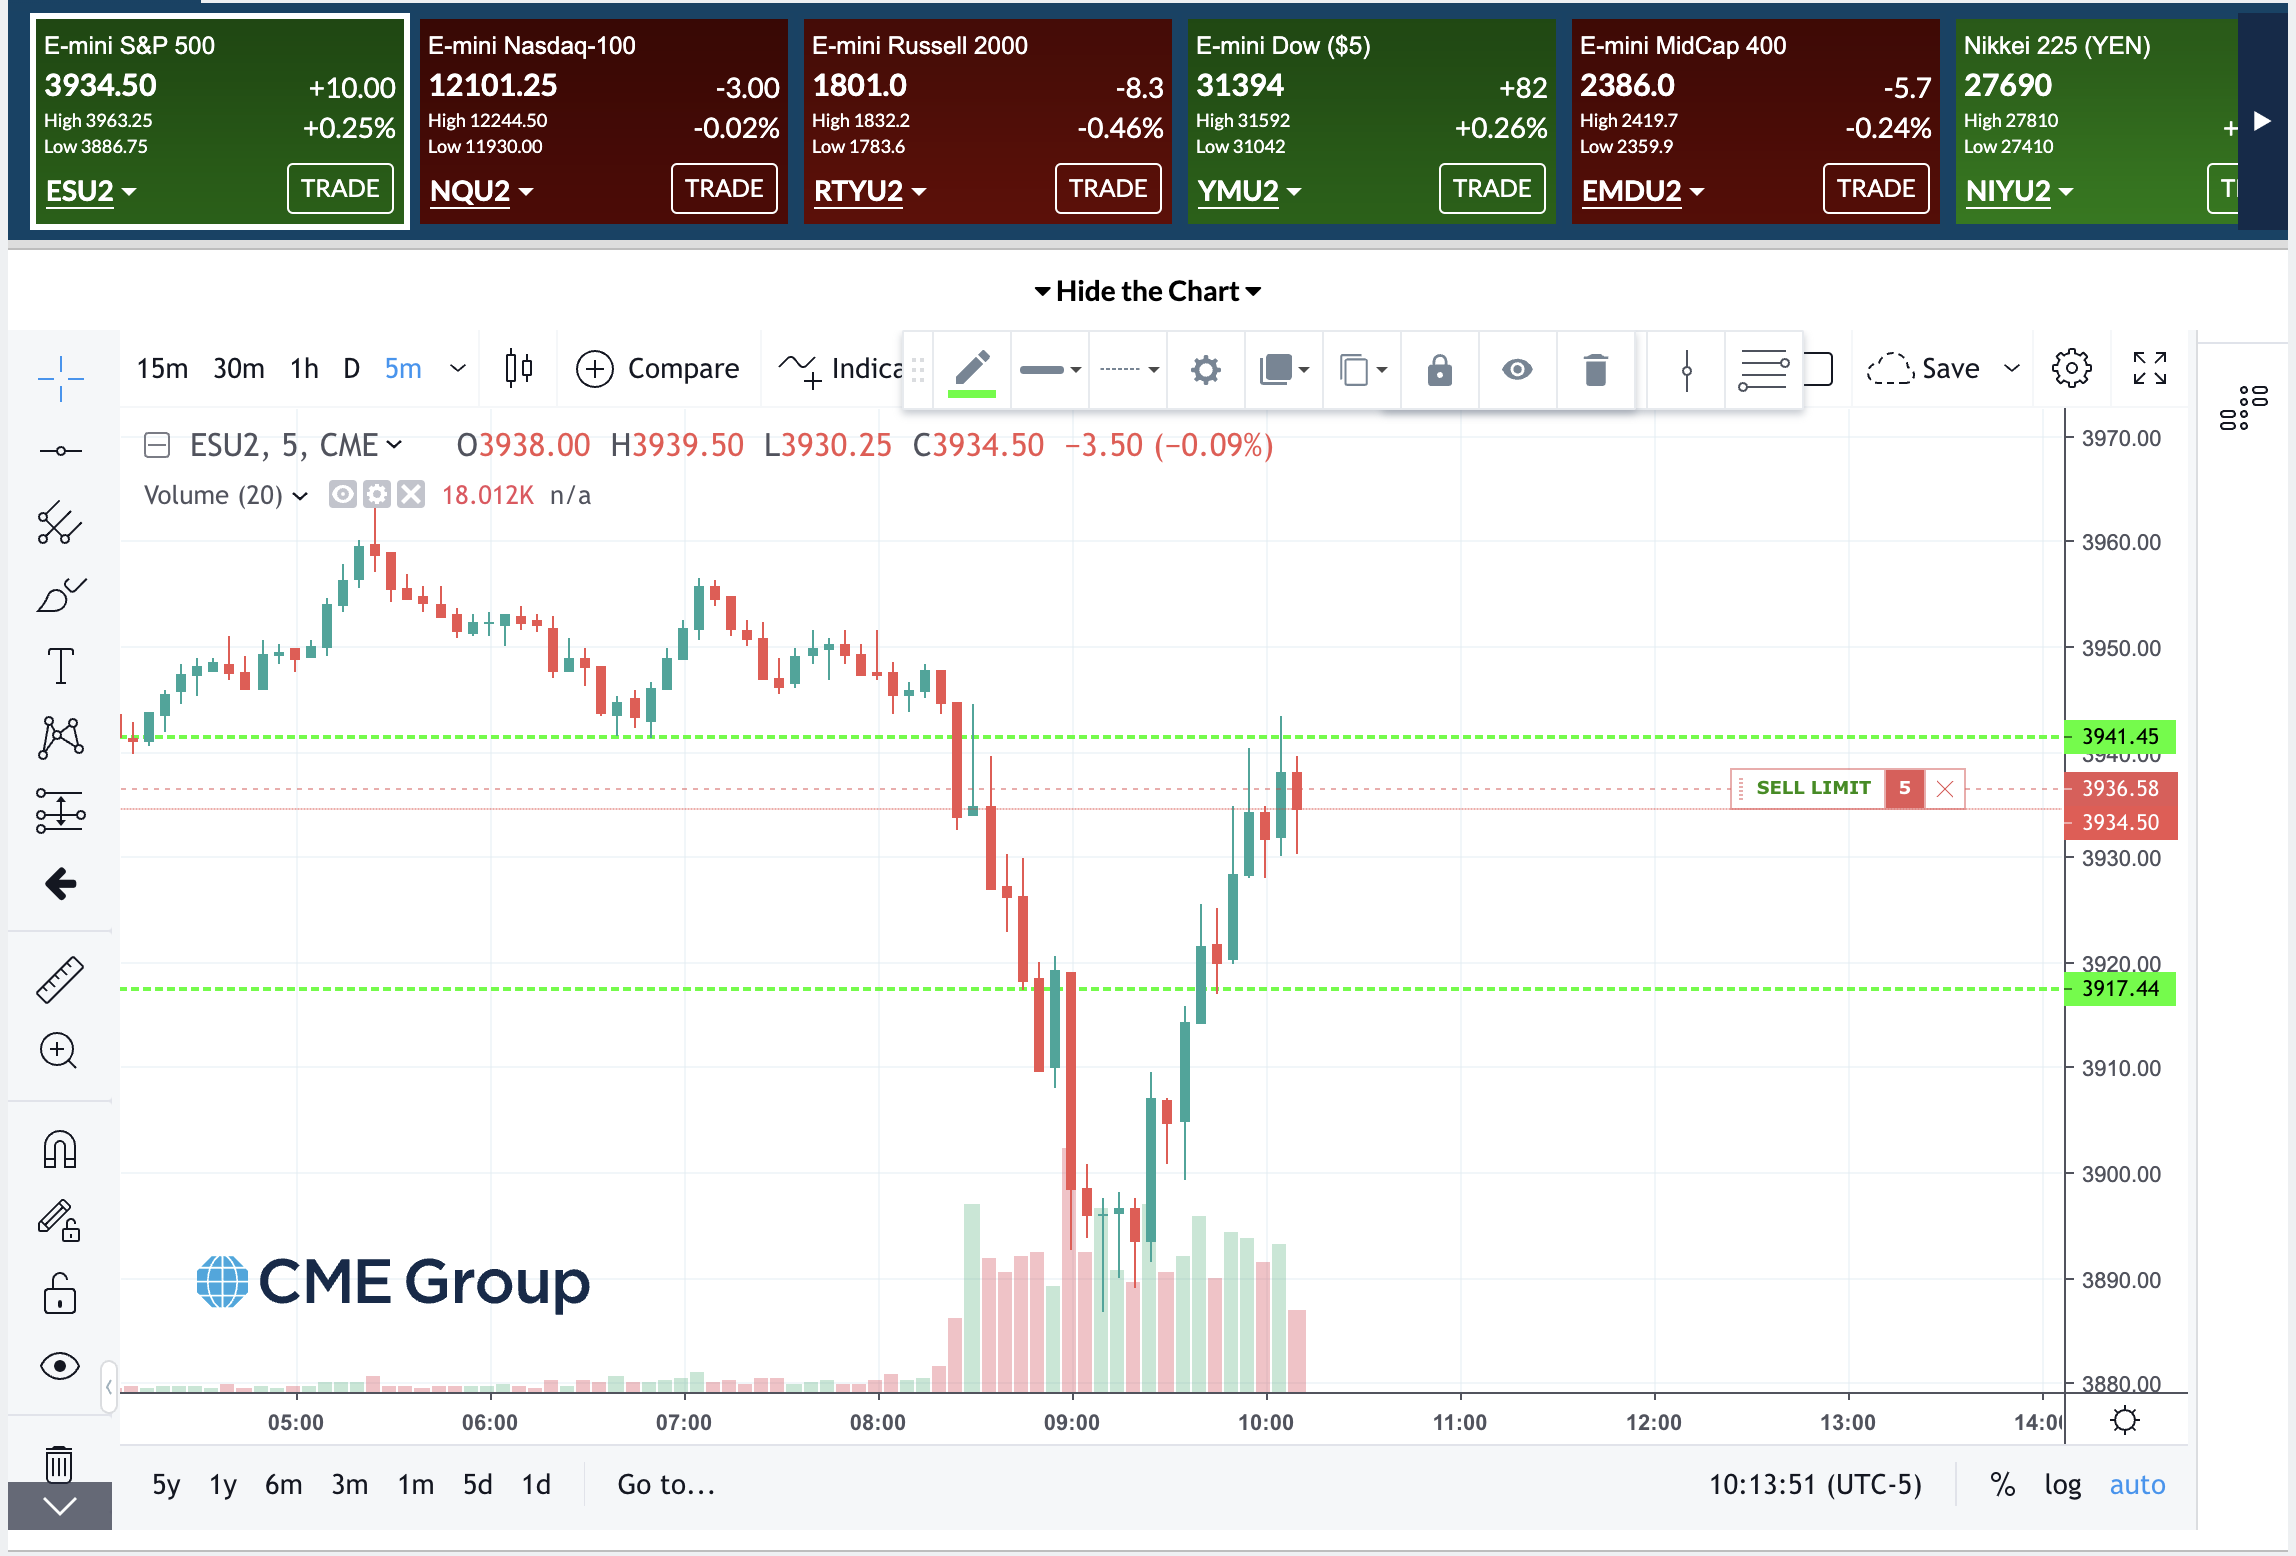 E-mini S&P 500
3934.50 +10.00
High 3963.25 +0.25%
Low 3886.75
ESU2 TRADE
E-mini Nasdaq-100
12101.25 -3.00
High 12244.50 -0.02%
Low 11930.00
NQU2 TRADE
E-mini Russell 2000
1801.0 -8.3
High 1832.2 -0.46%
Low 1783.6
RTYU2 TRADE
E-mini Dow ($5)
31394 +82
High 31592 +0.26%
Low 31042
YMU2 TRADE
E-mini MidCap 400
2386.0 -5.7
High 2419.7 -0.24%
Low 2359.9
EMDU2 TRADE
Nikkei 225 (YEN)
27690
High 27810 +
Low 27410
NIYU2 T
Hide the Chart
15m 30m 1h D 5m Compare Indica Save
ESU2, 5, CME O3938.00 H3939.50 L3930.25 C3934.50 −3.50 (−0.09%)
Volume (20) 18.012K n/a
3970.00
3960.00
3950.00
3941.45
3940.00
SELL LIMIT 5 3936.58
3934.50
3930.00
3920.00
3917.44
3910.00
3900.00
3890.00
3880.00
CME Group
05:00 06:00 07:00 08:00 09:00 10:00 11:00 12:00 13:00 14:00
5y 1y 6m 3m 1m 5d 1d Go to... 10:13:51 (UTC-5) % log auto